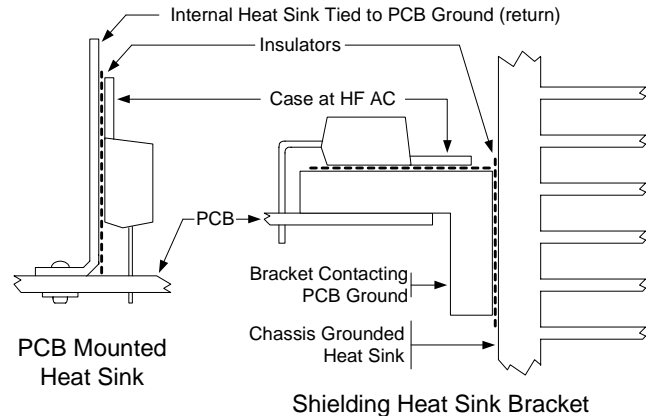 Internal Heat Sink Tied to PCB Ground (return)
Insulators
Case at HF AC
PCB
Bracket Contacting
PCB Ground
Chassis Grounded
Heat Sink
PCB Mounted
Heat Sink
Shielding Heat Sink Bracket